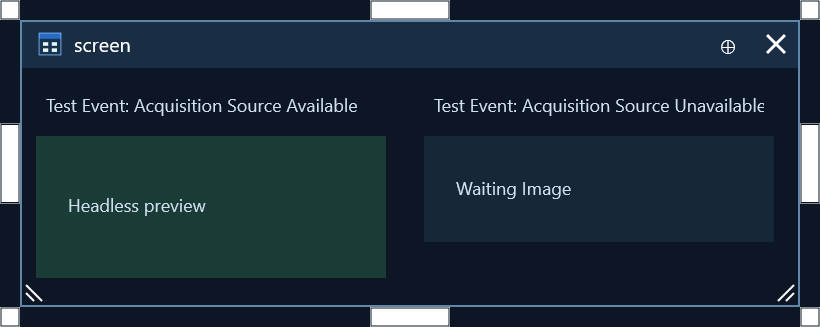 screen
Test Event: Acquisition Source Available
Test Event: Acquisition Source Unavailable
Headless preview
Waiting Image